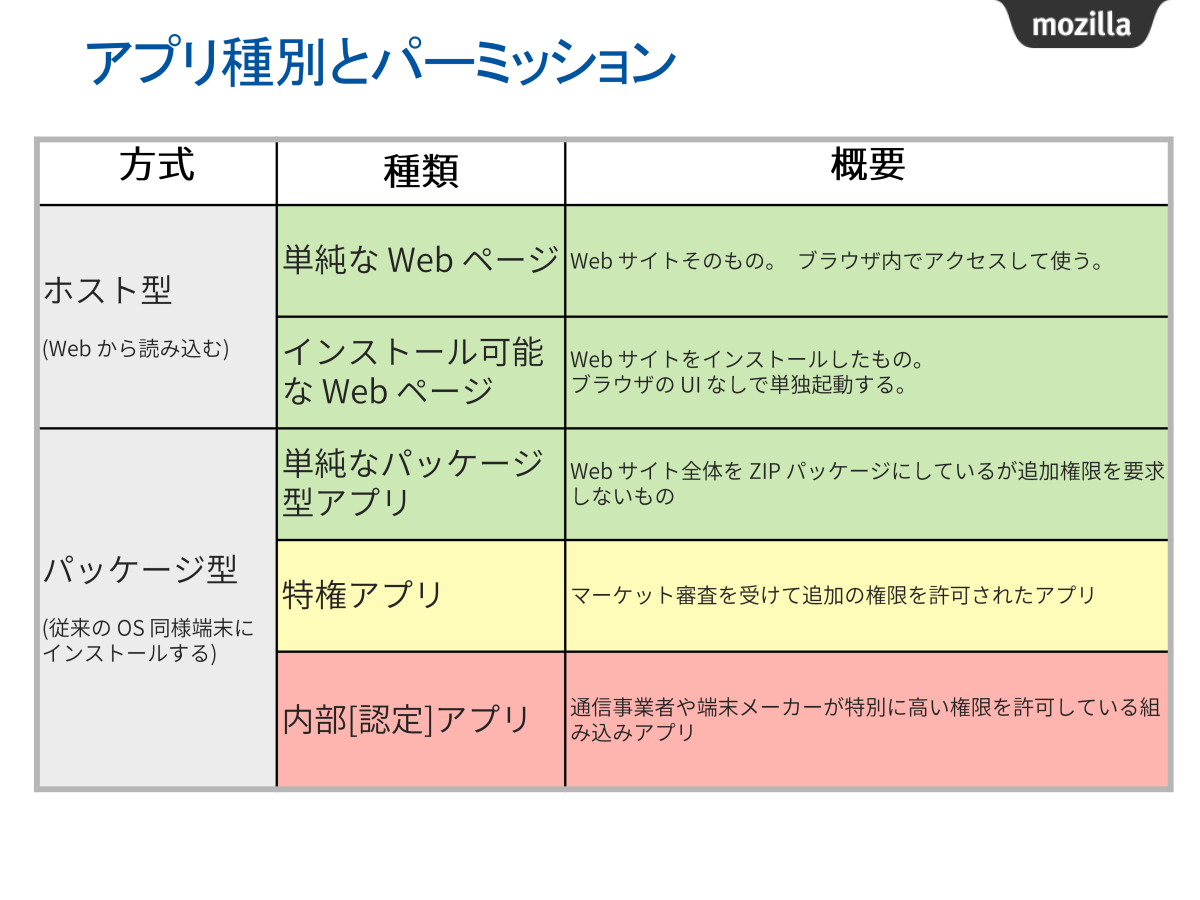 mozilla
アプリ種別とパーミッション
方式
種類
概要
ホスト型
(Web から読み込む)
単純な Web ページ
Web サイトそのもの。 ブラウザ内でアクセスして使う。
インストール可能
な Web ページ
Web サイトをインストールしたもの。
ブラウザの UI なしで単独起動する。
パッケージ型
(従来の OS 同様端末に
インストールする)
単純なパッケージ
型アプリ
Web サイト全体を ZIP パッケージにしているが追加権限を要求
しないもの
特権アプリ
マーケット審査を受けて追加の権限を許可されたアプリ
内部[認定]アプリ
通信事業者や端末メーカーが特別に高い権限を許可している組
み込みアプリ